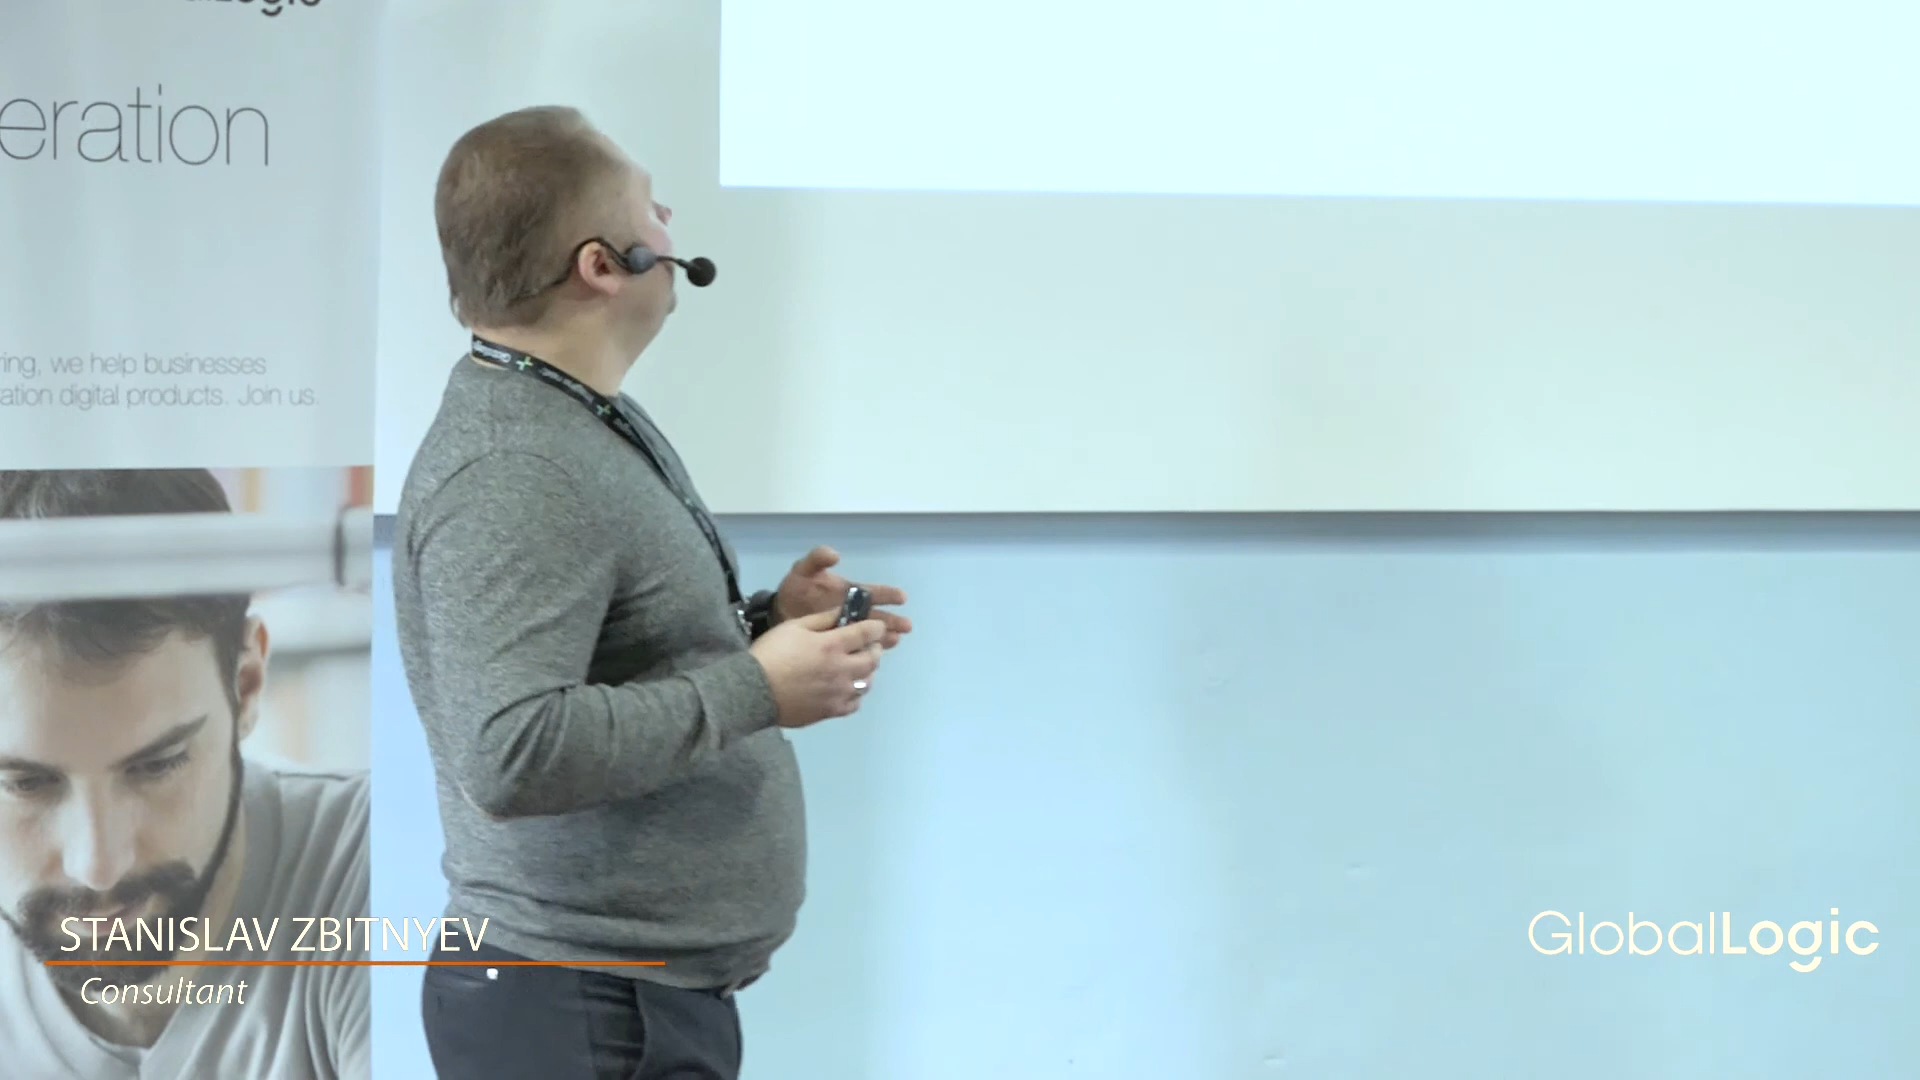 eration
ring, we help businesses
ation digital products. Join us.
STANISLAV ZBITNYEV
Consultant
GlobalLogic